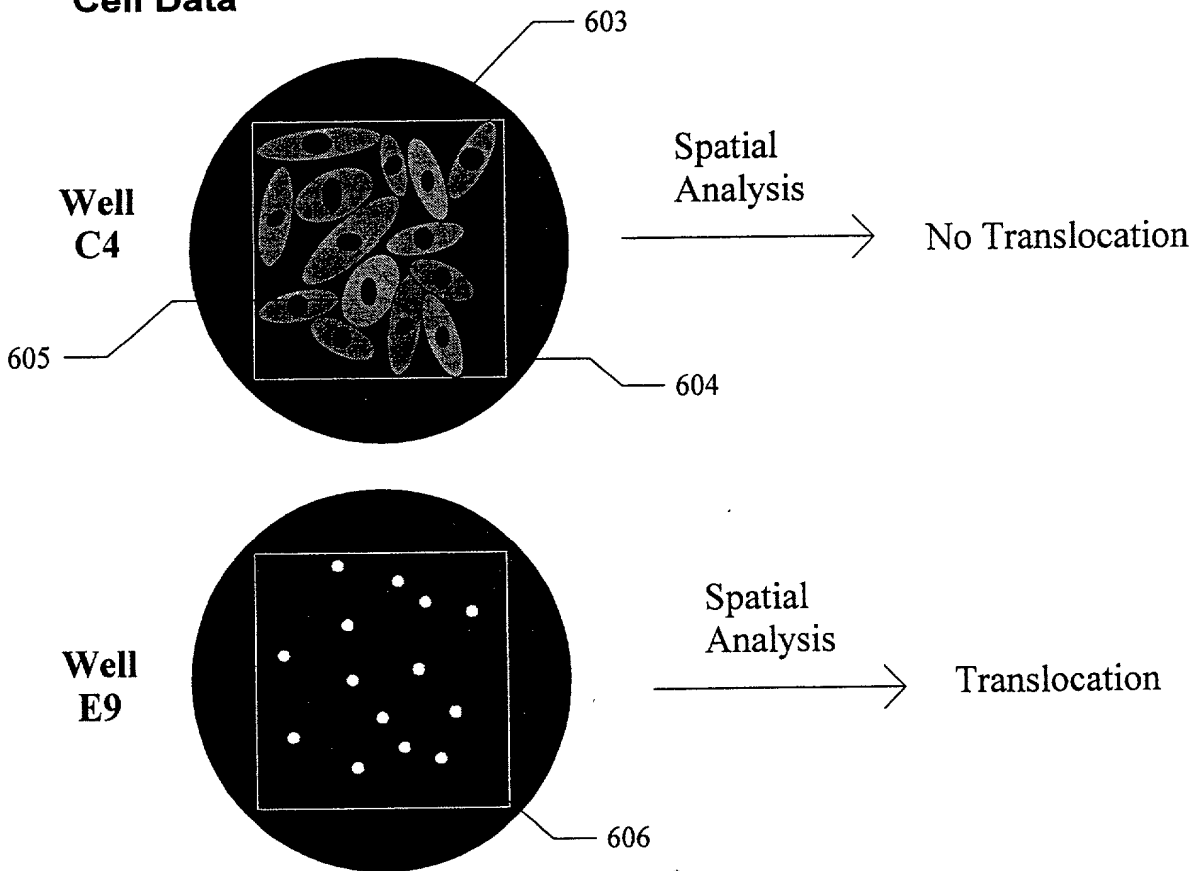 Cell Data
603
Well
C4
Spatial
Analysis
No Translocation
605
604
Well
E9
Spatial
Analysis
Translocation
606